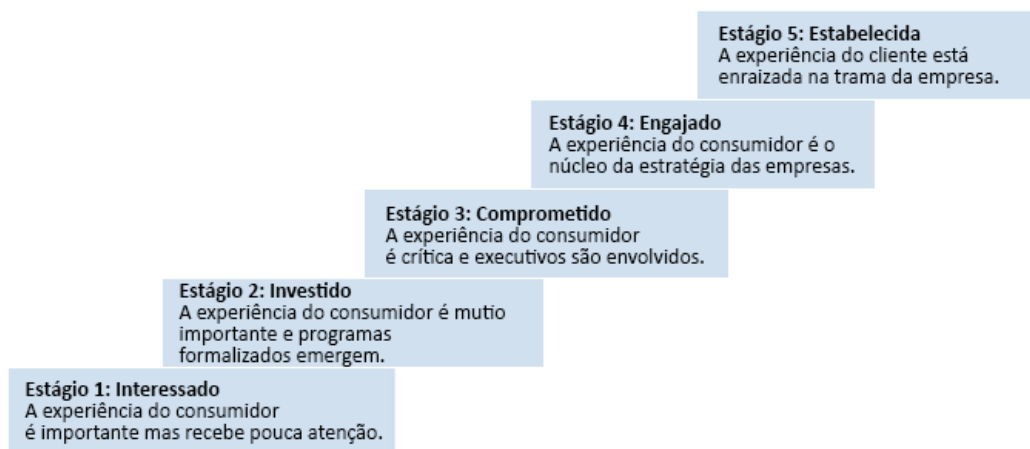 Estágio 5: Estabelecida
A experiência do cliente está
enraizada na trama da empresa.
Estágio 4: Engajado
A experiência do consumidor é o
núcleo da estratégia das empresas.
Estágio 3: Comprometido
A experiência do consumidor
é crítica e executivos são envolvidos.
Estágio 2: Investido
A experiência do consumidor é mutio
importante e programas
formalizados emergem.
Estágio 1: Interessado
A experiência do consumidor
é importante mas recebe pouca atenção.